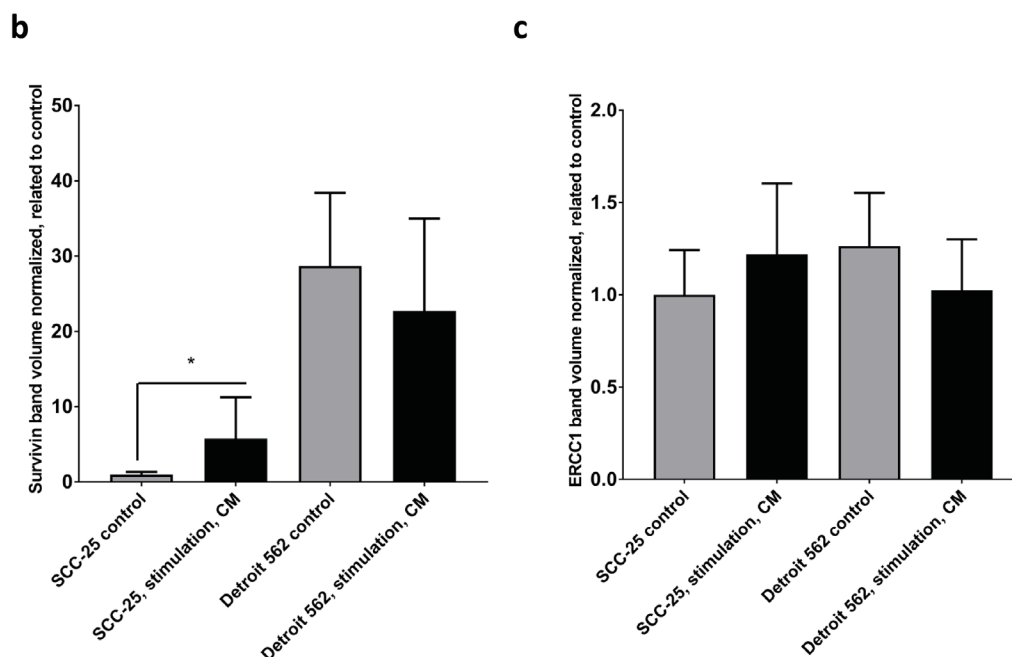 b
Survivin band volume normalized, related to control
50
40
30
20
10
0
*
SCC-25 control
SCC-25, stimulation, CM
Detroit 562 control
Detroit 562, stimulation, CM
c
ERCC1 band volume normalized, related to control
2.0
1.5
1.0
0.5
0.0
SCC-25 control
SCC-25, stimulation, CM
Detroit 562 control
Detroit 562, stimulation, CM